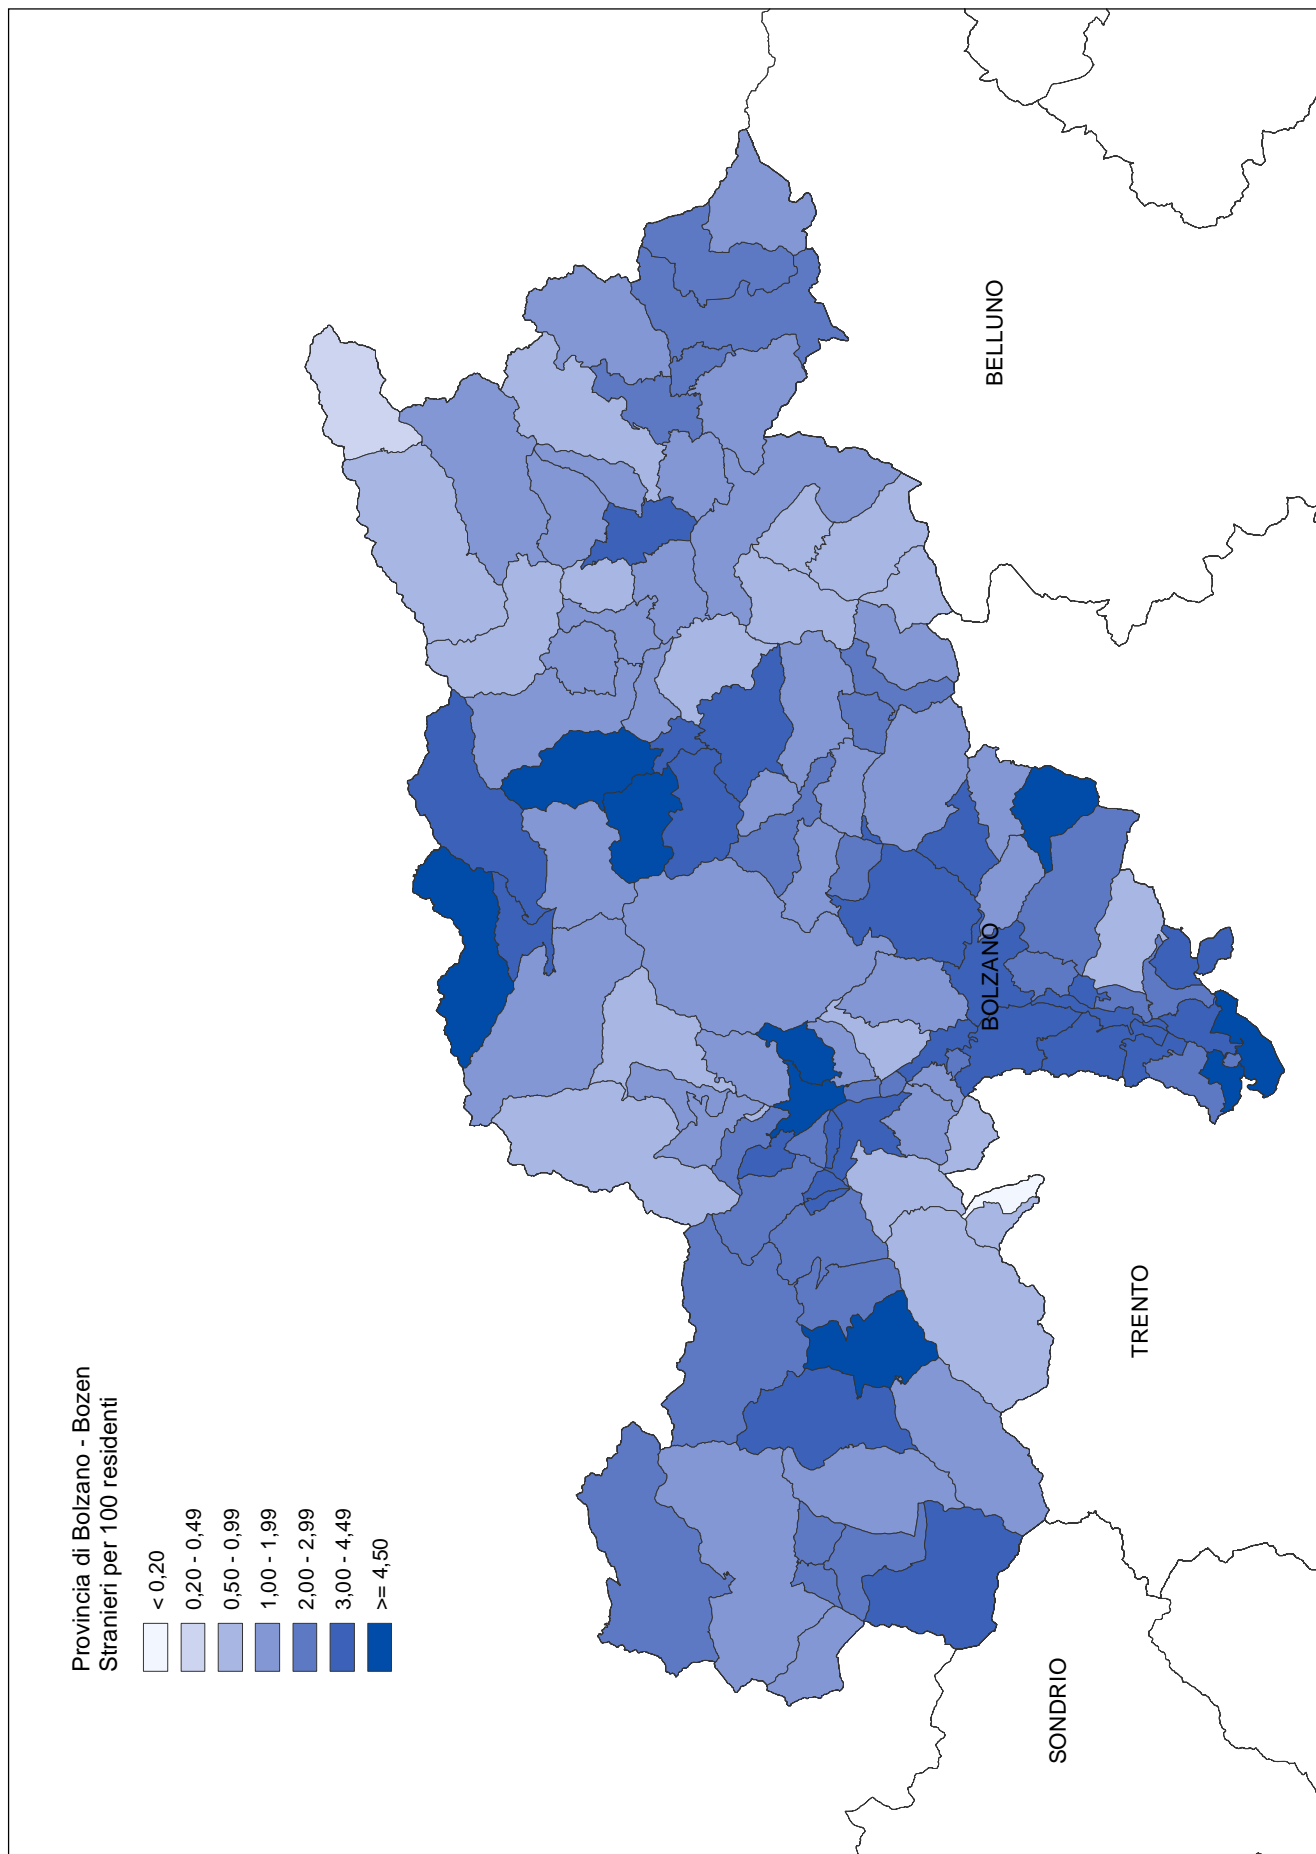 Provincia di Bolzano - Bozen
Stranieri per 100 residenti
< 0,20
0,20 - 0,49
0,50 - 0,99
1,00 - 1,99
2,00 - 2,99
3,00 - 4,49
>= 4,50
SONDRIO
TRENTO
BOLZANO
BELLUNO